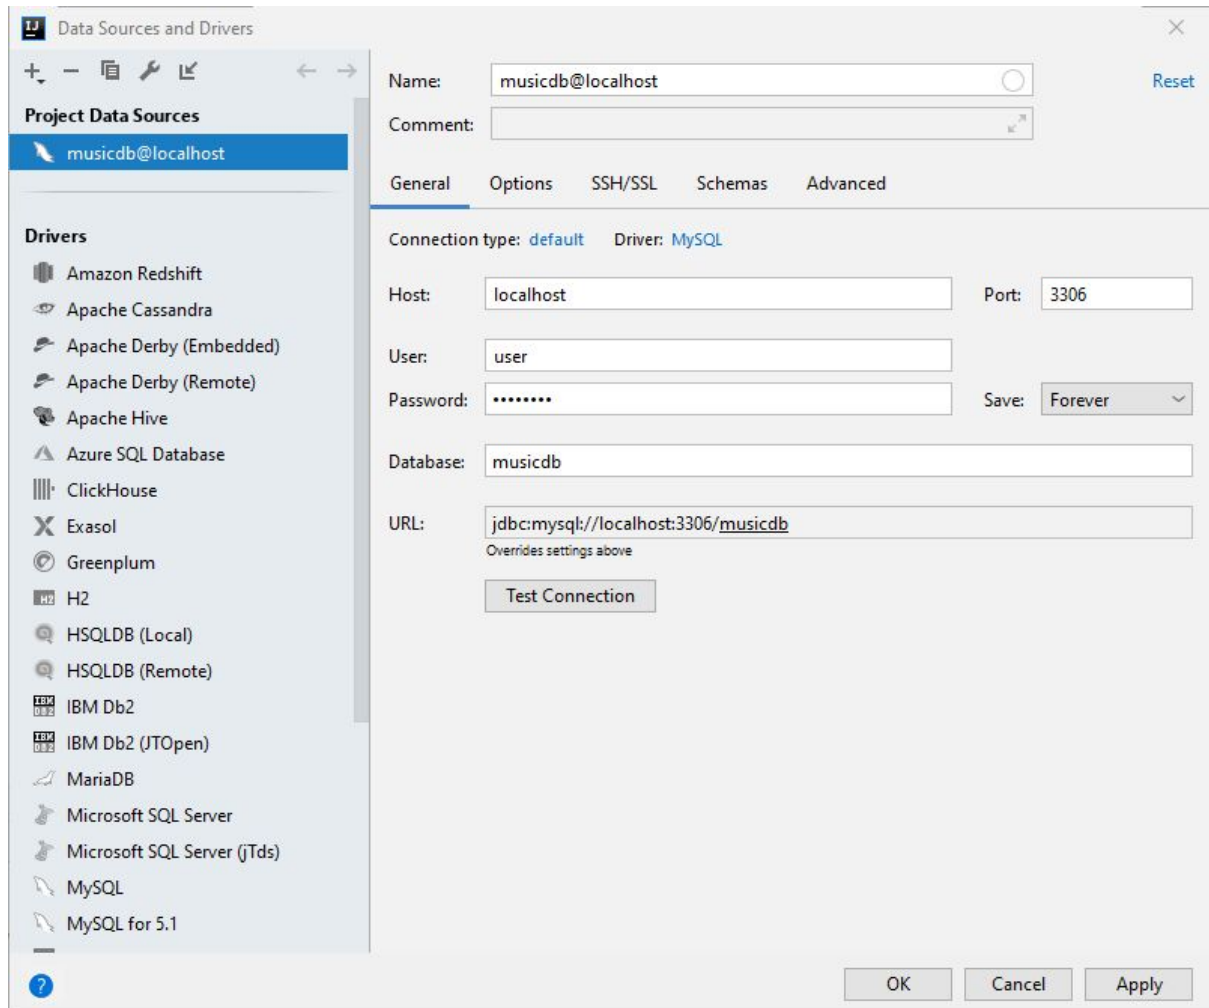 IJ Data Sources and Drivers
Project Data Sources
musicdb@localhost
Drivers
Amazon Redshift
Apache Cassandra
Apache Derby (Embedded)
Apache Derby (Remote)
Apache Hive
Azure SQL Database
ClickHouse
Exasol
Greenplum
H2
HSQLDB (Local)
HSQLDB (Remote)
IBM Db2
IBM Db2 (JTOpen)
MariaDB
Microsoft SQL Server
Microsoft SQL Server (jTds)
MySQL
MySQL for 5.1
Name: musicdb@localhost Reset
Comment:
General Options SSH/SSL Schemas Advanced
Connection type: default Driver: MySQL
Host: localhost Port: 3306
User: user
Password: •••••••• Save: Forever
Database: musicdb
URL: jdbc:mysql://localhost:3306/musicdb
Overrides settings above
Test Connection
? OK Cancel Apply